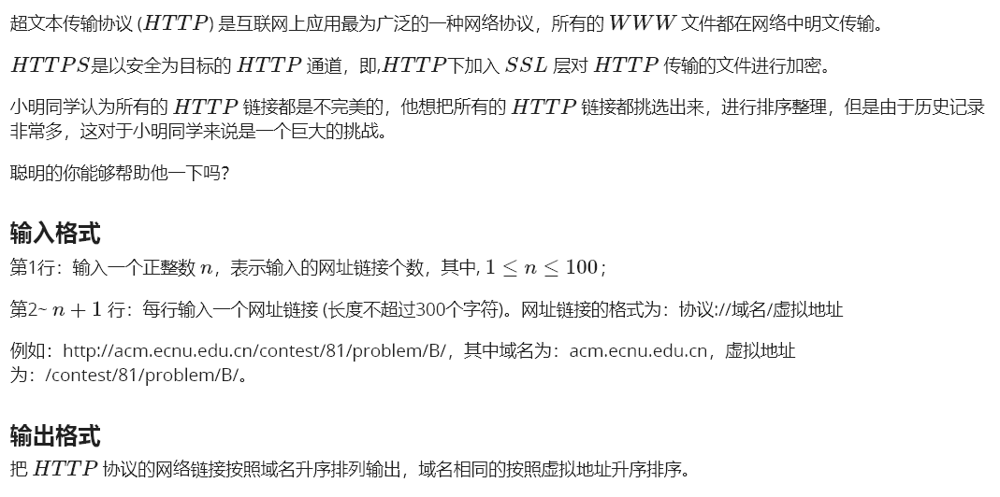 超文本传输协议 (HTTP) 是互联网上应用最为广泛的一种网络协议，所有的 WWW 文件都在网络中明文传输。
HTTPS是以安全为目标的 HTTP 通道，即,HTTP下加入 SSL 层对 HTTP 传输的文件进行加密。
小明同学认为所有的 HTTP 链接都是不完美的，他想把所有的 HTTP 链接都挑选出来，进行排序整理，但是由于历史记录
非常多，这对于小明同学来说是一个巨大的挑战。
聪明的你能够帮助他一下吗？
输入格式
第1行：输入一个正整数 n，表示输入的网址链接个数，其中, 1 ≤ n ≤ 100；
第2~ n + 1 行：每行输入一个网址链接 (长度不超过300个字符)。网址链接的格式为：协议://域名/虚拟地址
例如：http://acm.ecnu.edu.cn/contest/81/problem/B/，其中域名为：acm.ecnu.edu.cn，虚拟地址
为：/contest/81/problem/B/。
输出格式
把 HTTP 协议的网络链接按照域名升序排列输出，域名相同的按照虚拟地址升序排序。